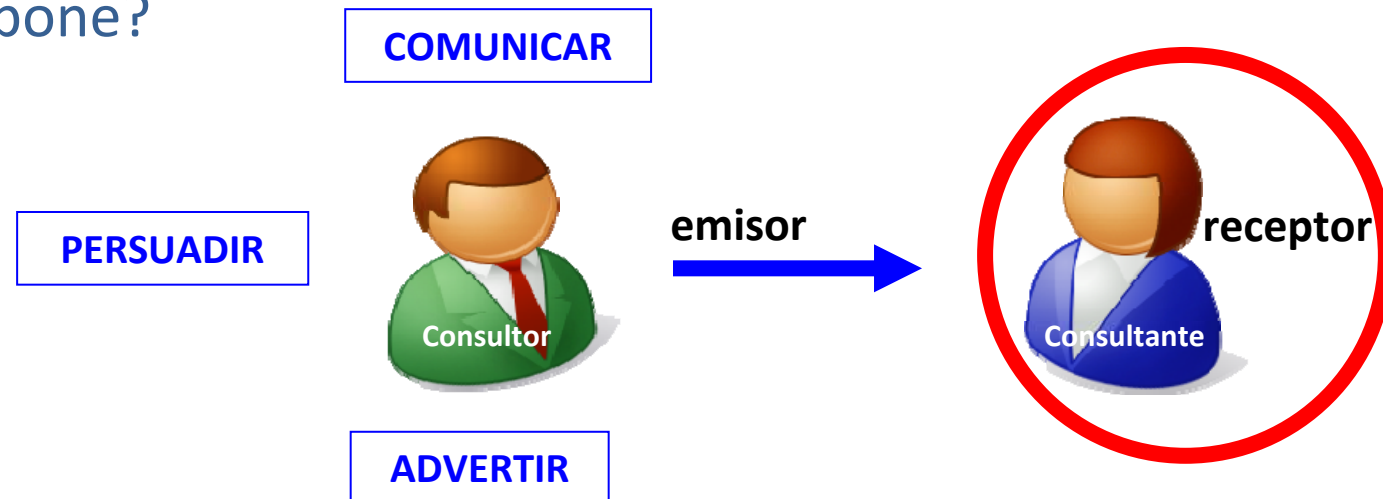 pone?
COMUNICAR
emisor
receptor
PERSUADIR
Consultor
Consultante
ADVERTIR